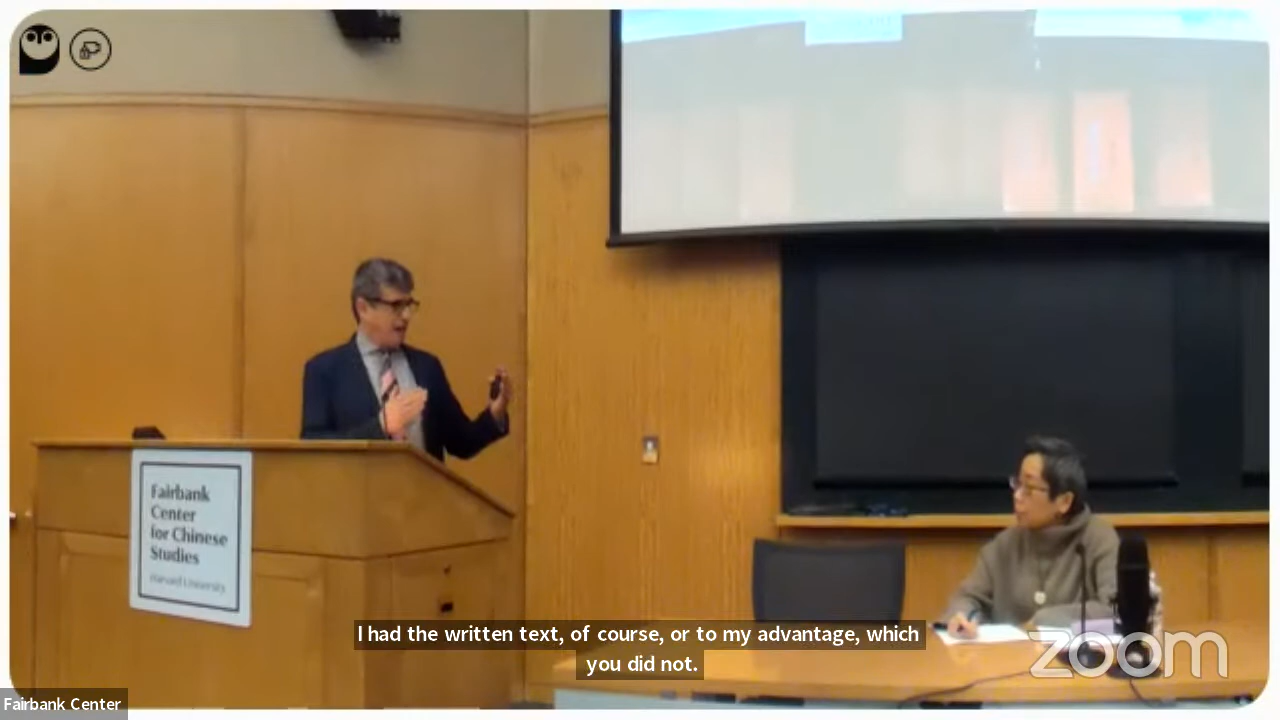 Fairbank
Center
for Chinese
Studies
Harvard University
I had the written text, of course, or to my advantage, which
you did not.
zoom
Fairbank Center